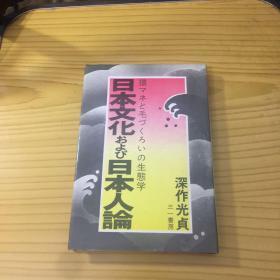 猿マネと毛づくろいの生態学
日本文化および日本人論
深作光貞
三一書房